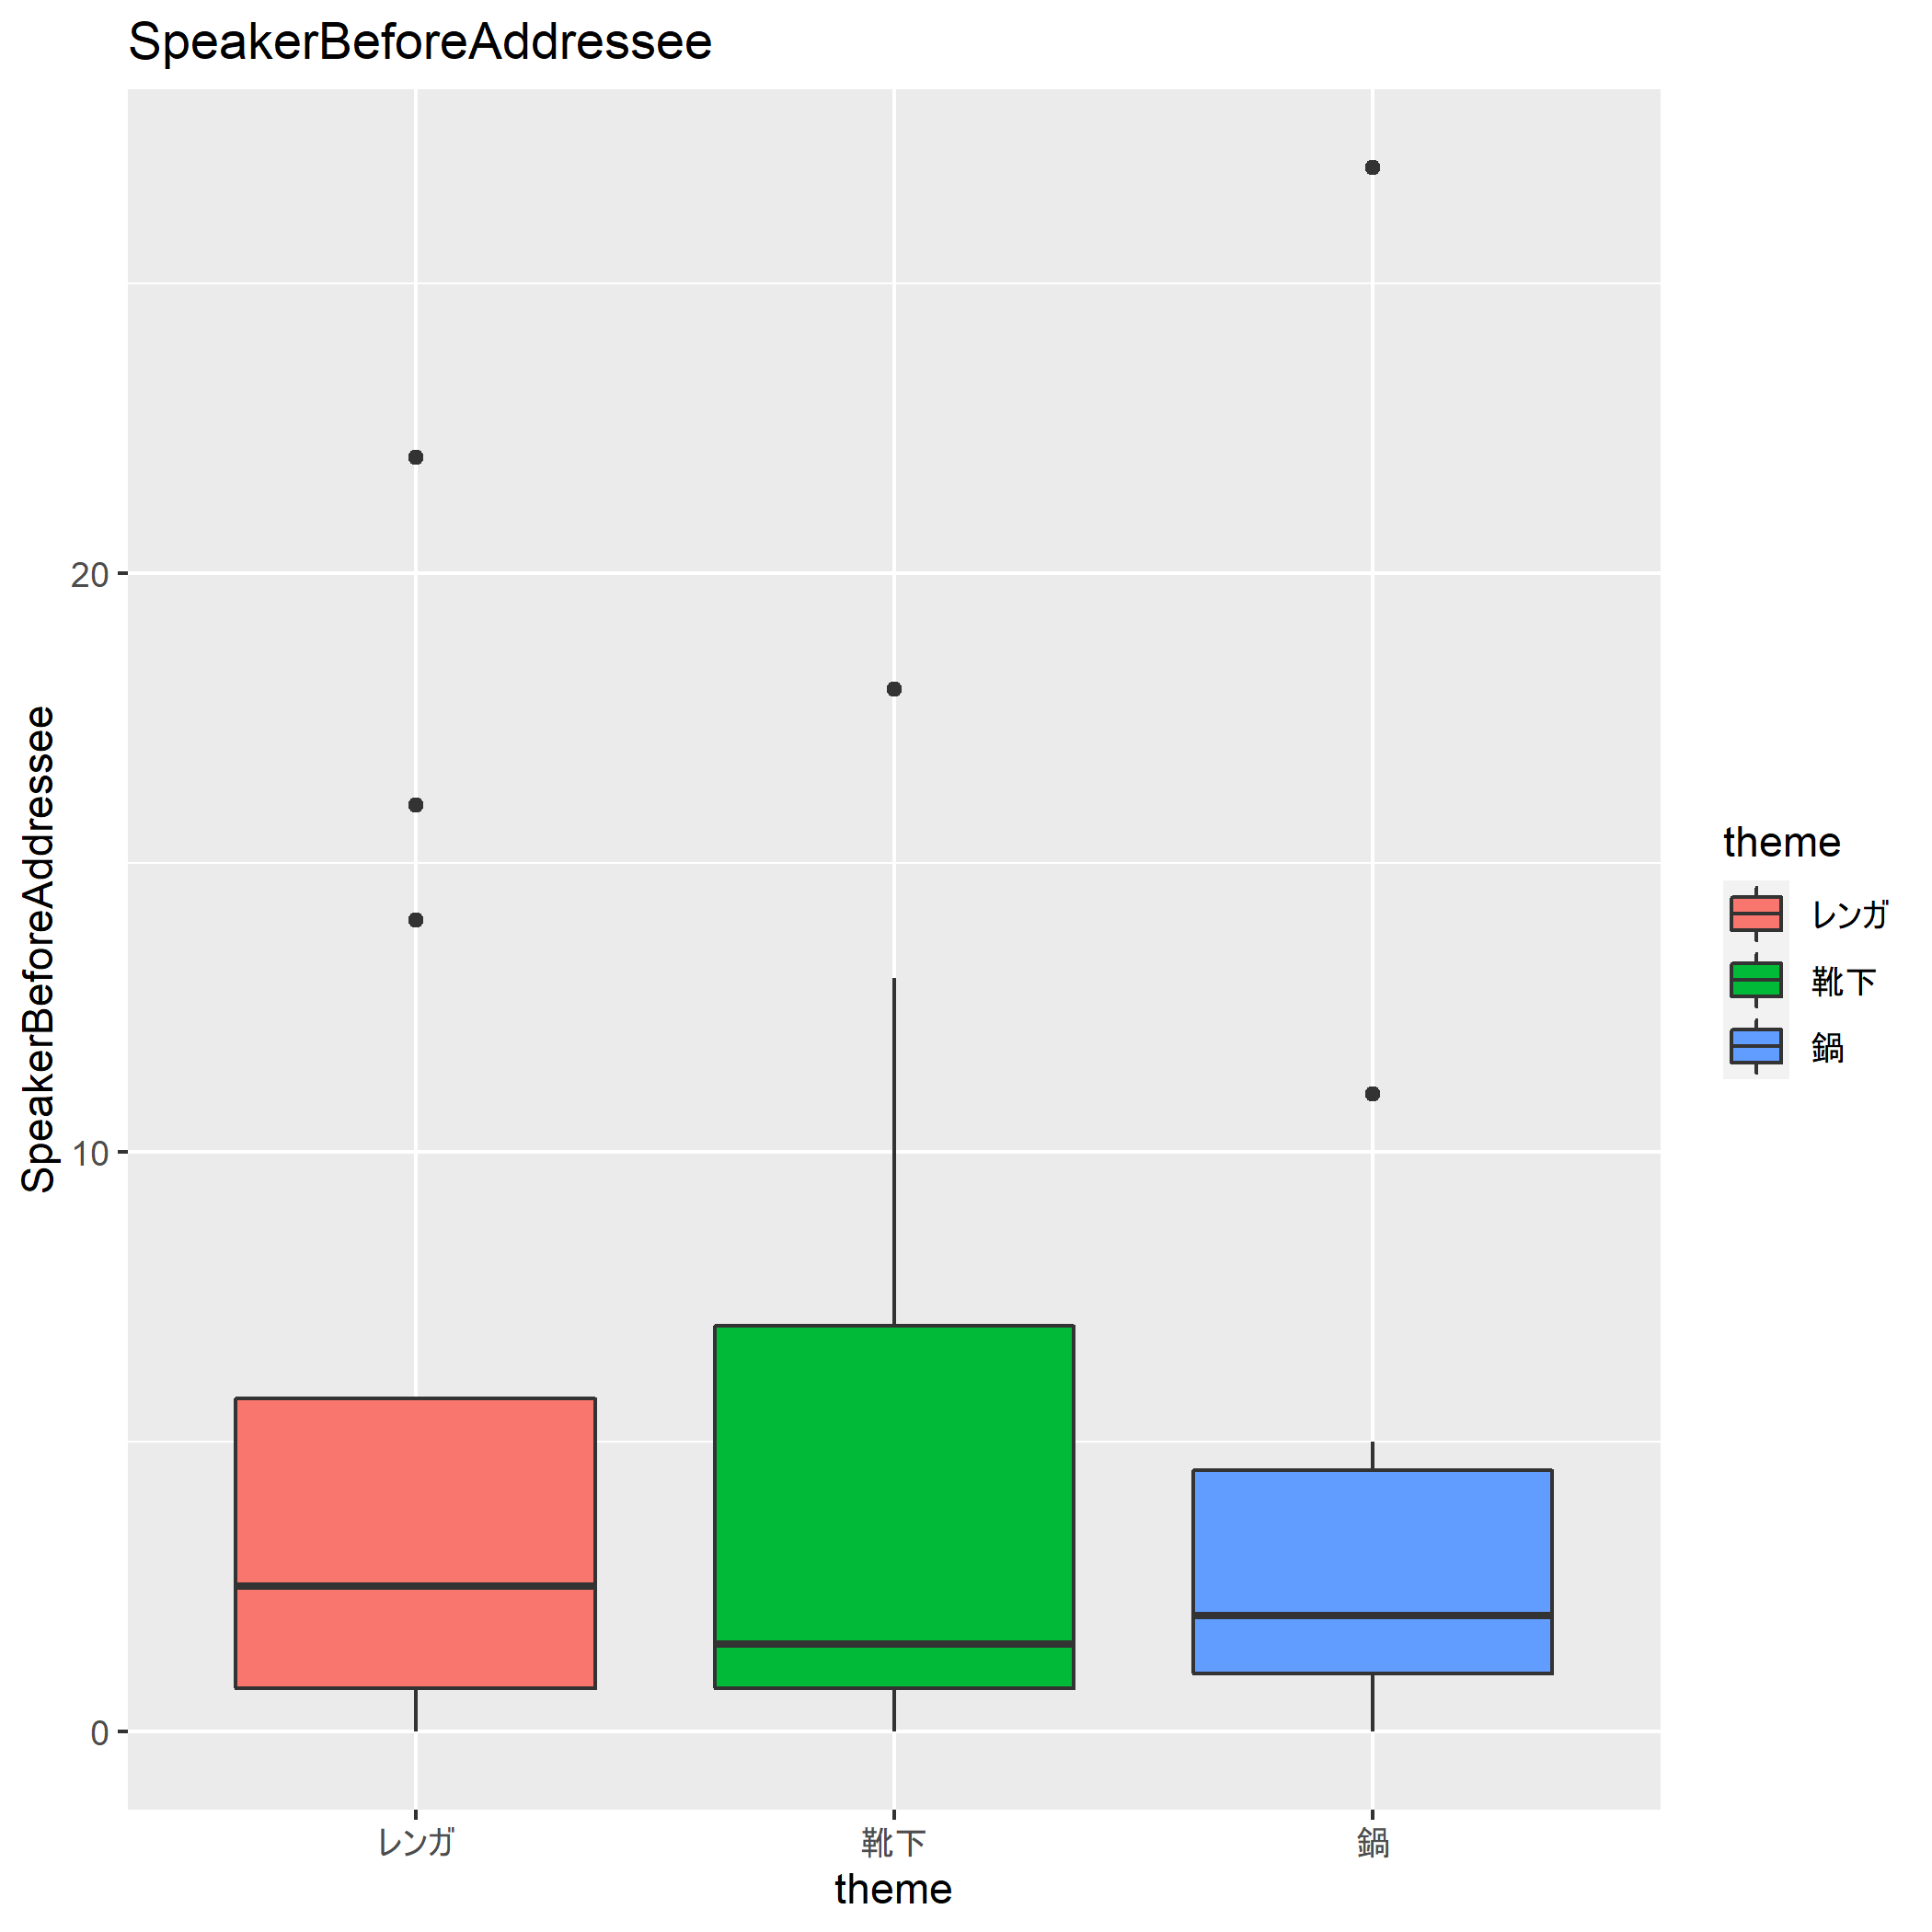 SpeakerBeforeAddressee
SpeakerBeforeAddressee
20
10
0
レンガ
靴下
鍋
theme
theme
レンガ
靴下
鍋